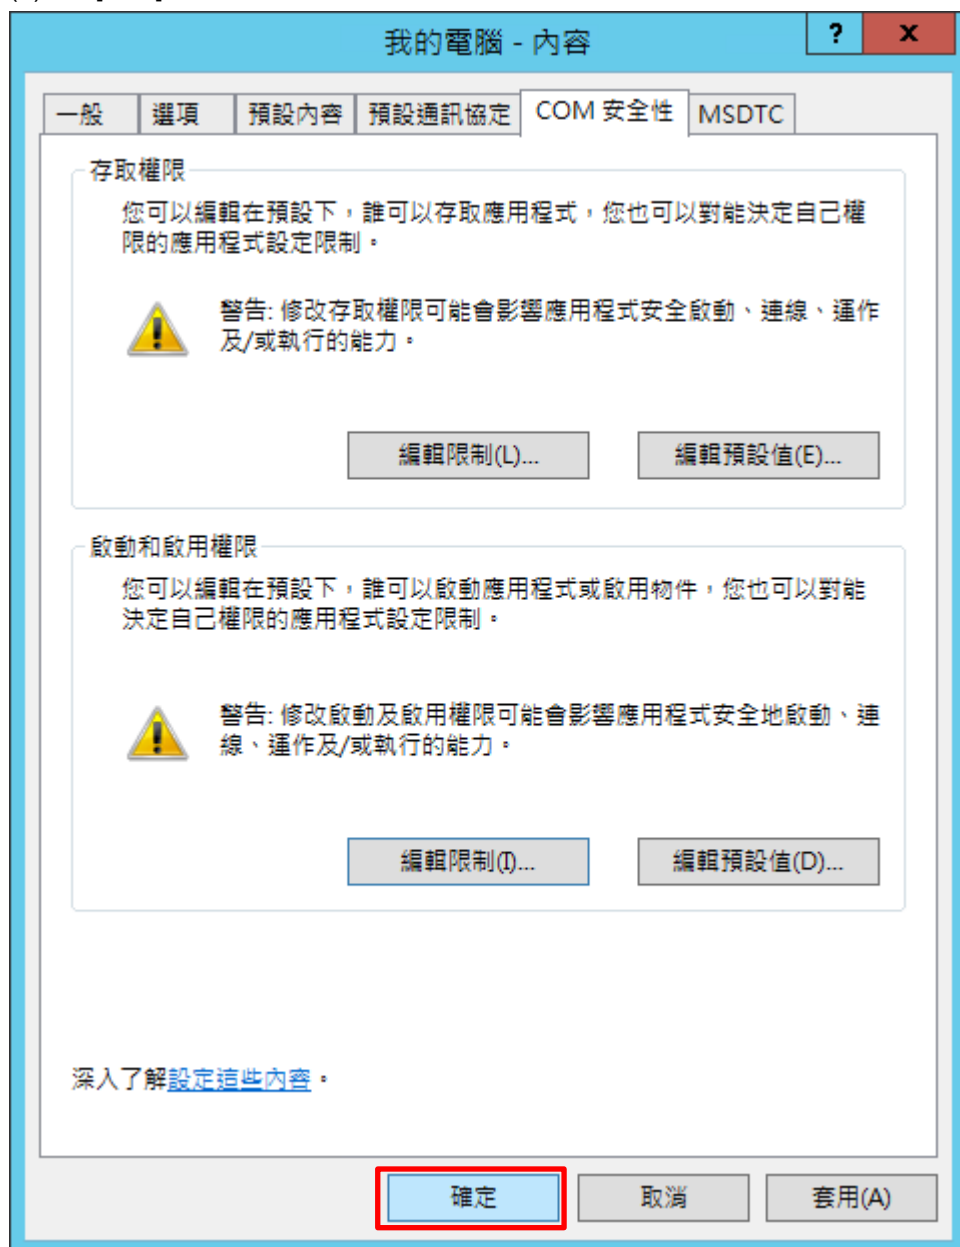 我的電腦 - 內容
?
x
一般 選項 預設內容 預設通訊協定 COM 安全性 MSDTC
存取權限
您可以編輯在預設下，誰可以存取應用程式，您也可以對能決定自己權
限的應用程式設定限制。
警告: 修改存取權限可能會影響應用程式安全啟動、連線、運作
及/或執行的能力。
編輯限制(L)... 編輯預設值(E)...
啟動和啟用權限
您可以編輯在預設下，誰可以啟動應用程式或啟用物件，您也可以對能
決定自己權限的應用程式設定限制。
警告: 修改啟動及啟用權限可能會影響應用程式安全地啟動、連
線、運作及/或執行的能力。
編輯限制(I)... 編輯預設值(D)...
深入了解設定這些內容。
確定 取消 套用(A)